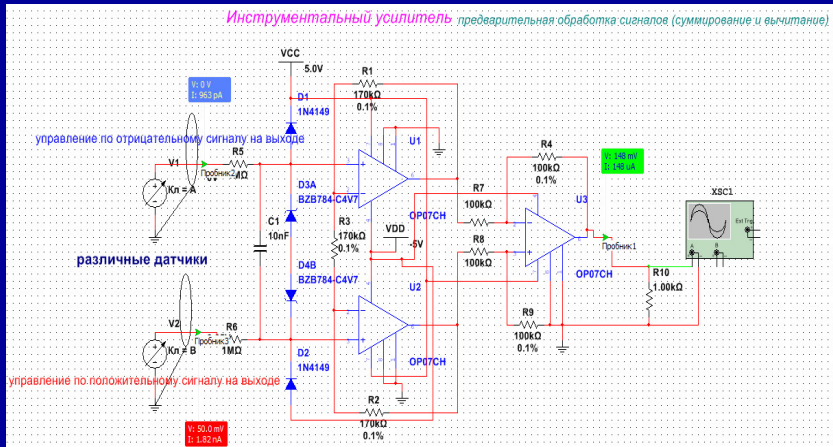 Инструментальный усилитель предварительная обработка сигналов (суммирование и вычитание)
VCC
5.0V
V: 0 V
I: 963 pA
R1
170kΩ
0.1%
D1
1N4149
управление по отрицательному сигналу на выходе
U1
R4
100kΩ
0.1%
V: 148 mV
I: 148 uA
V1
R5
Пробник2
MΩ
Кл = A
D3A
BZB784-C4V7
OP07CH
R7
100kΩ
U3
XSC1
Ext Trig
C1
10nF
R3
170kΩ
0.1%
VDD
-5V
R8
100kΩ
Пробник1
A
B
OP07CH
различные датчики
D4B
BZB784-C4V7
U2
R10
1.00kΩ
V2
R6
Пробник3
1MΩ
Кл = B
R9
100kΩ
0.1%
D2
1N4149
OP07CH
управление по положительному сигналу на выходе
R2
170kΩ
0.1%
V: 50.0 mV
I: 1.82 nA